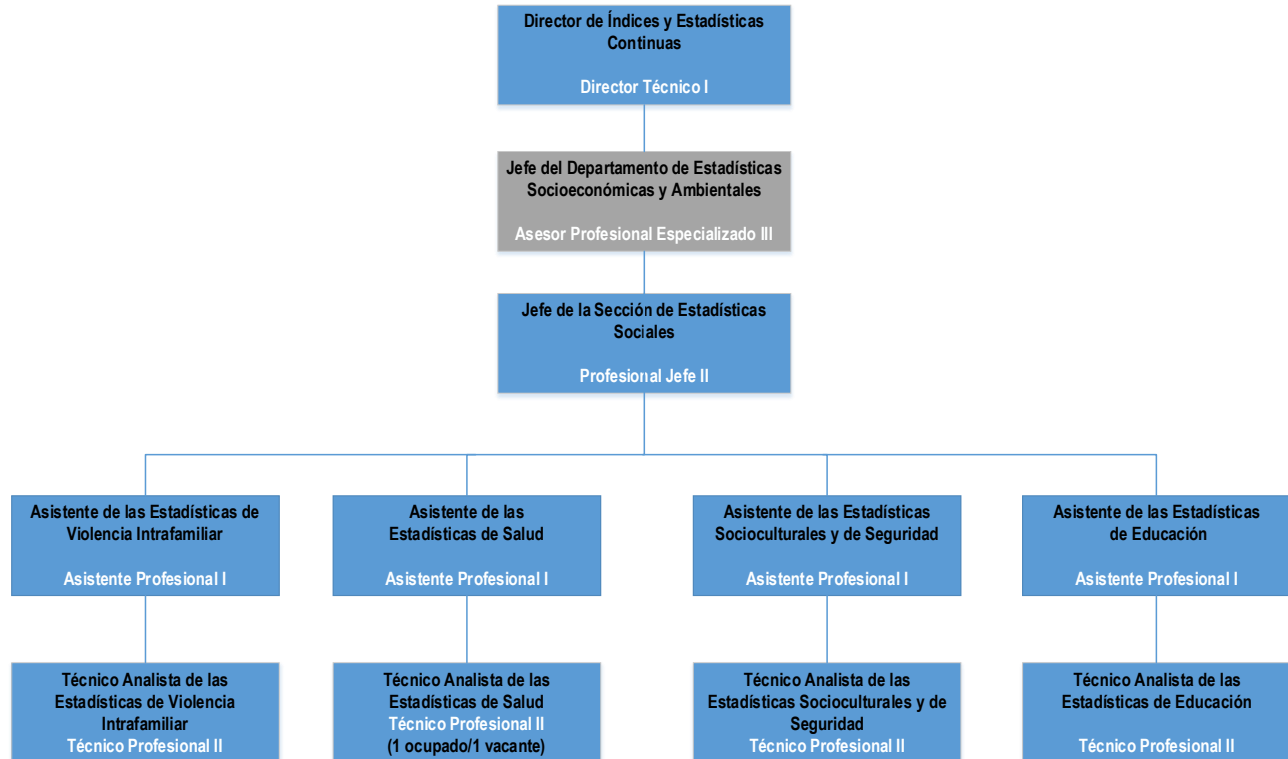 Director de Índices y Estadísticas
Continuas
Director Técnico I
Jefe del Departamento de Estadísticas
Socioeconómicas y Ambientales
Asesor Profesional Especializado III
Jefe de la Sección de Estadísticas
Sociales
Profesional Jefe II
Asistente de las Estadísticas de
Violencia Intrafamiliar
Asistente Profesional I
Asistente de las
Estadísticas de Salud
Asistente Profesional I
Asistente de las Estadísticas
Socioculturales y de Seguridad
Asistente Profesional I
Asistente de las Estadísticas
de Educación
Asistente Profesional I
Técnico Analista de las
Estadísticas de Violencia
Intrafamiliar
Técnico Profesional II
Técnico Analista de las
Estadísticas de Salud
Técnico Profesional II
(1 ocupado/1 vacante)
Técnico Analista de las
Estadísticas Socioculturales y de
Seguridad
Técnico Profesional II
Técnico Analista de las
Estadísticas de Educación
Técnico Profesional II